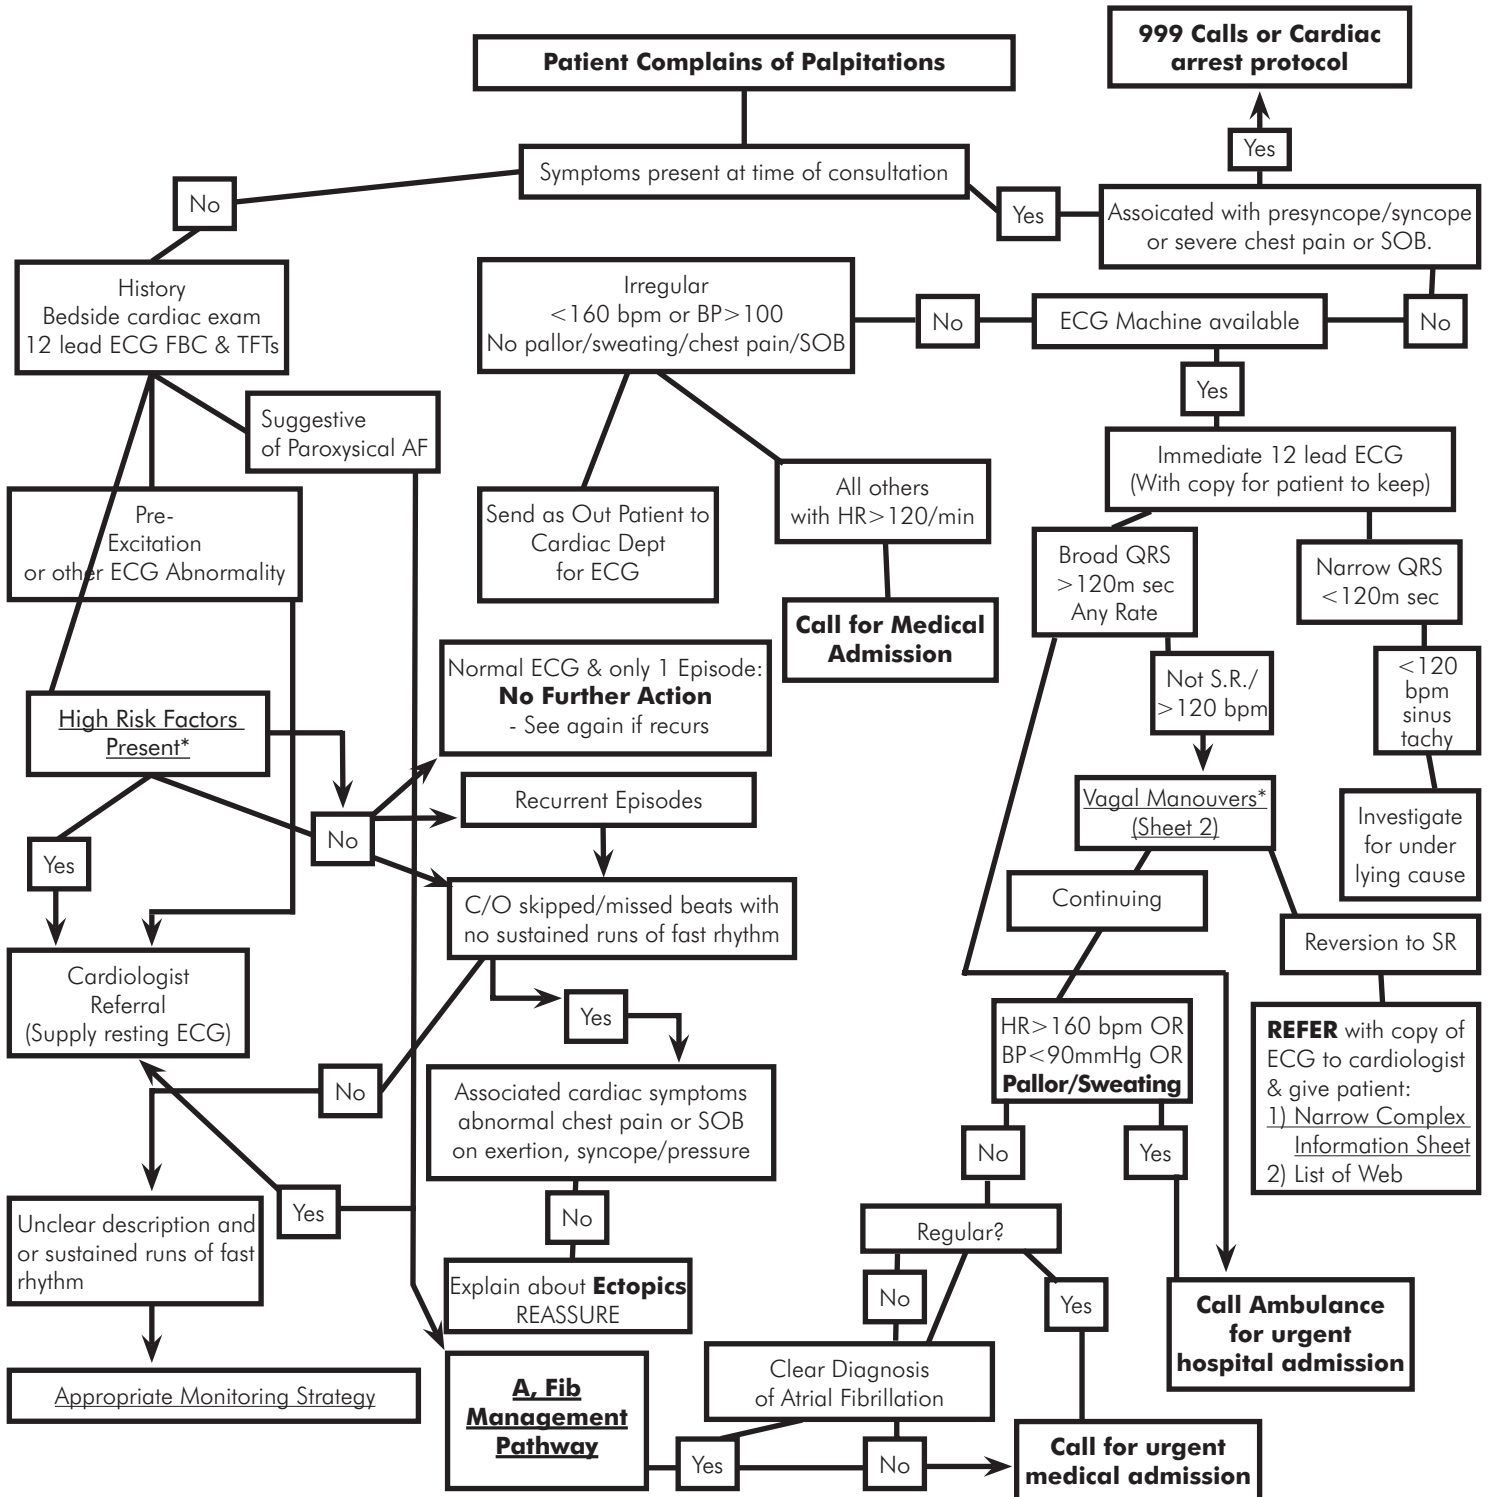 Patient Complains of Palpitations
999 Calls or Cardiac
arrest protocol
Yes
Symptoms present at time of consultation
No
Yes
Assoicated with presyncope/syncope
or severe chest pain or SOB.
History
Bedside cardiac exam
12 lead ECG FBC & TFTs
Irregular
<160 bpm or BP>100
No pallor/sweating/chest pain/SOB
No
ECG Machine available
No
Yes
Suggestive
of Paroxysical AF
Immediate 12 lead ECG
(With copy for patient to keep)
Pre-
Excitation
or other ECG Abnormality
Send as Out Patient to
Cardiac Dept
for ECG
All others
with HR>120/min
Broad QRS
>120m sec
Any Rate
Narrow QRS
<120m sec
Call for Medical
Admission
Normal ECG & only 1 Episode:
No Further Action
- See again if recurs
Not S.R./
>120 bpm
<120
bpm
sinus
tachy
High Risk Factors
Present*
Recurrent Episodes
Vagal Manouvers*
(Sheet 2)
Investigate
for under
lying cause
No
Yes
C/O skipped/missed beats with
no sustained runs of fast rhythm
Continuing
Reversion to SR
Cardiologist
Referral
(Supply resting ECG)
Yes
HR>160 bpm OR
BP<90mmHg OR
Pallor/Sweating
REFER with copy of
ECG to cardiologist
& give patient:
1) Narrow Complex
Information Sheet
2) List of Web
No
Associated cardiac symptoms
abnormal chest pain or SOB
on exertion, syncope/pressure
No
Yes
Unclear description and
or sustained runs of fast
rhythm
Yes
No
Regular?
Explain about Ectopics
REASSURE
No
Yes
Call Ambulance
for urgent
hospital admission
Appropriate Monitoring Strategy
A, Fib
Management
Pathway
Clear Diagnosis
of Atrial Fibrillation
Yes
No
Call for urgent
medical admission